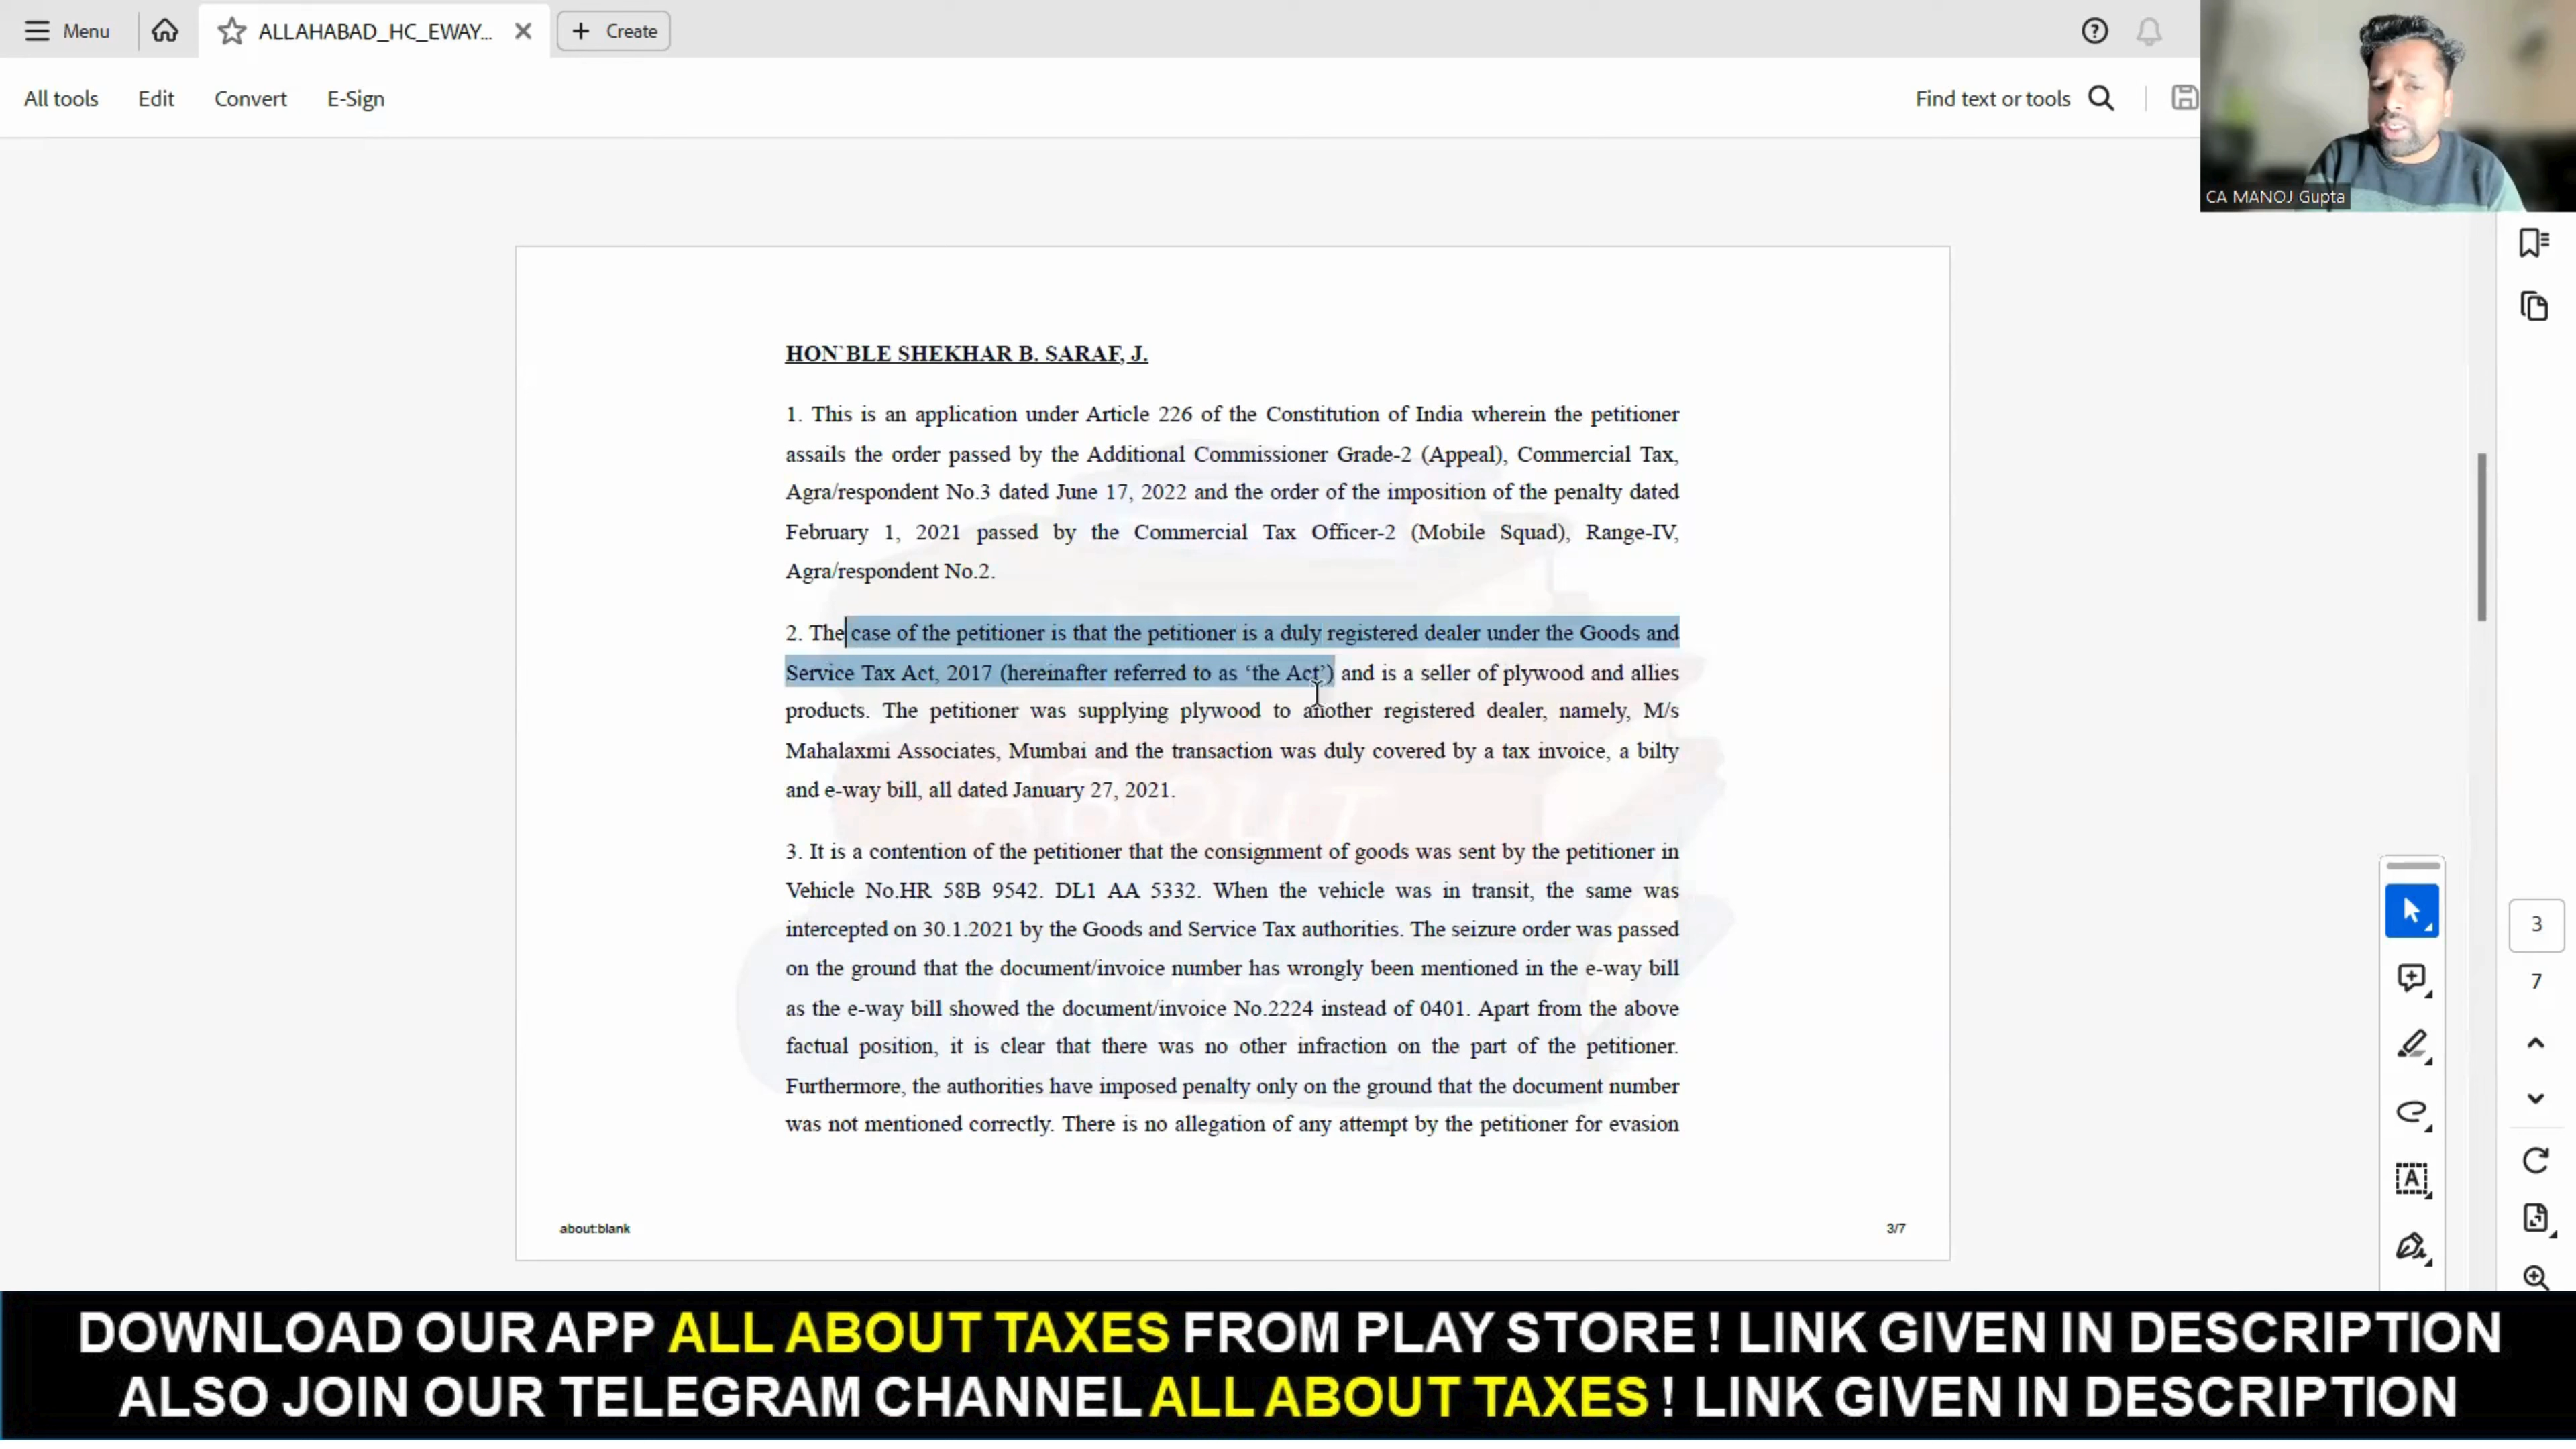 Menu
ALLAHABAD_HC_EWAY...
Create
All tools
Edit
Convert
E-Sign
Find text or tools
CA MANOJ Gupta
HON`BLE SHEKHAR B. SARAF, J.
1. This is an application under Article 226 of the Constitution of India wherein the petitioner
assails the order passed by the Additional Commissioner Grade-2 (Appeal), Commercial Tax,
Agra/respondent No.3 dated June 17, 2022 and the order of the imposition of the penalty dated
February 1, 2021 passed by the Commercial Tax Officer-2 (Mobile Squad), Range-IV,
Agra/respondent No.2.
2. The case of the petitioner is that the petitioner is a duly registered dealer under the Goods and
Service Tax Act, 2017 (hereinafter referred to as ‘the Act’) and is a seller of plywood and allies
products. The petitioner was supplying plywood to another registered dealer, namely, M/s
Mahalaxmi Associates, Mumbai and the transaction was duly covered by a tax invoice, a bilty
and e-way bill, all dated January 27, 2021.
3. It is a contention of the petitioner that the consignment of goods was sent by the petitioner in
Vehicle No.HR 58B 9542. DL1 AA 5332. When the vehicle was in transit, the same was
intercepted on 30.1.2021 by the Goods and Service Tax authorities. The seizure order was passed
on the ground that the document/invoice number has wrongly been mentioned in the e-way bill
as the e-way bill showed the document/invoice No.2224 instead of 0401. Apart from the above
factual position, it is clear that there was no other infraction on the part of the petitioner.
Furthermore, the authorities have imposed penalty only on the ground that the document number
was not mentioned correctly. There is no allegation of any attempt by the petitioner for evasion
ABOUT
about:blank
3/7
3
7
DOWNLOAD OUR APP ALL ABOUT TAXES FROM PLAY STORE ! LINK GIVEN IN DESCRIPTION
ALSO JOIN OUR TELEGRAM CHANNEL ALL ABOUT TAXES ! LINK GIVEN IN DESCRIPTION